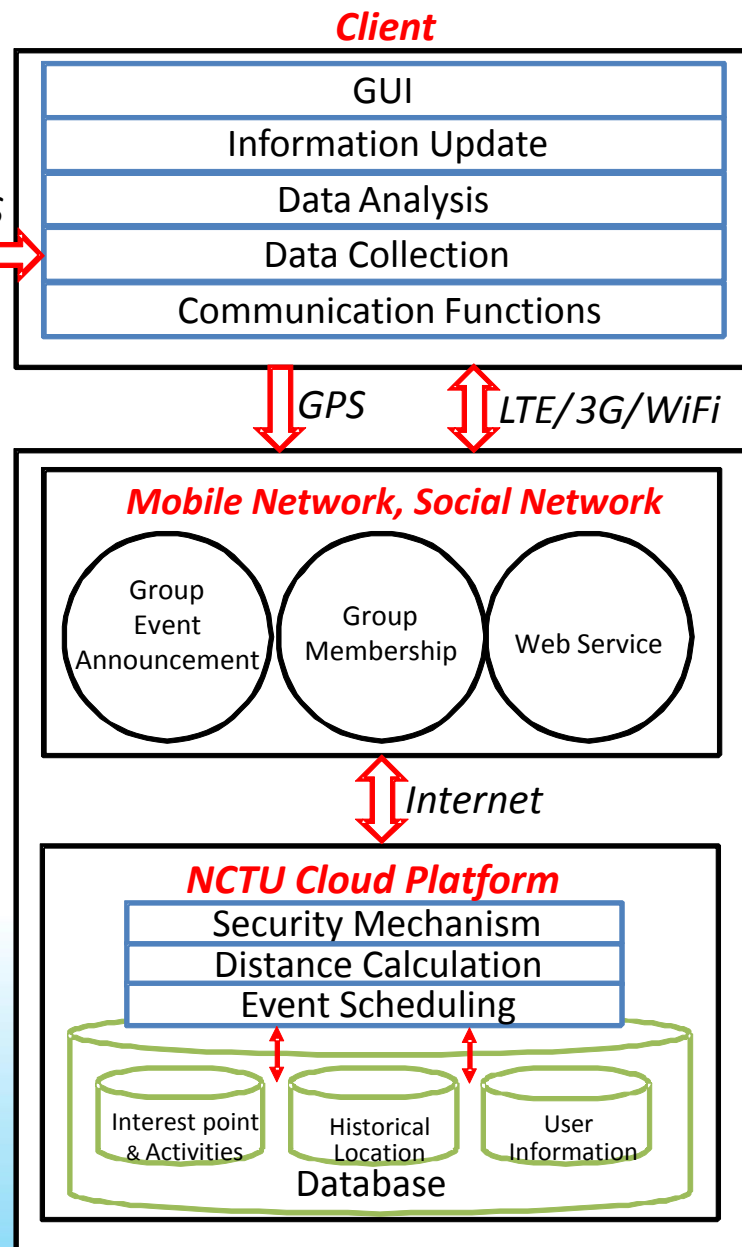 Client
GUI
Information Update
Data Analysis
Data Collection
Communication Functions
GPS
LTE/3G/WiFi
Mobile Network, Social Network
Group
Event
Announcement
Group
Membership
Web Service
Internet
NCTU Cloud Platform
Security Mechanism
Distance Calculation
Event Scheduling
Interest point
& Activities
Historical
Location
User
Information
Database